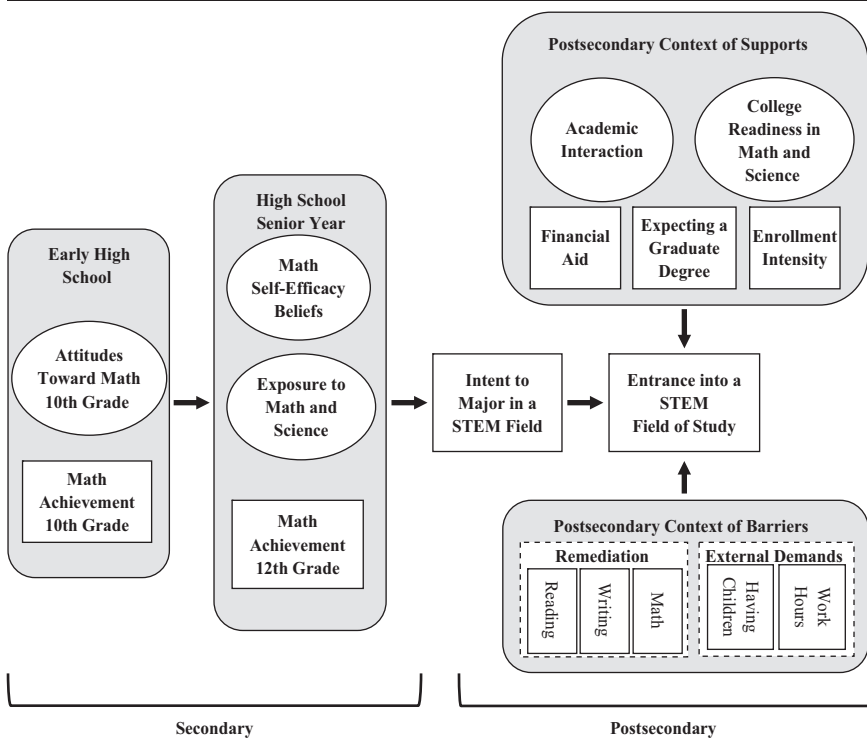 Postsecondary Context of Supports
Academic
Interaction
College
Readiness in
Math and
Science
Financial
Aid
Expecting a
Graduate
Degree
Enrollment
Intensity
High School
Senior Year
Math
Self-Efficacy
Beliefs
Exposure to
Math and
Science
Math
Achievement
12th Grade
Early High
School
Attitudes
Toward Math
10th Grade
Math
Achievement
10th Grade
Intent to
Major in a
STEM Field
Entrance into a
STEM
Field of Study
Postsecondary Context of Barriers
Remediation
Reading
Writing
Math
External Demands
Having
Children
Work
Hours
Secondary
Postsecondary